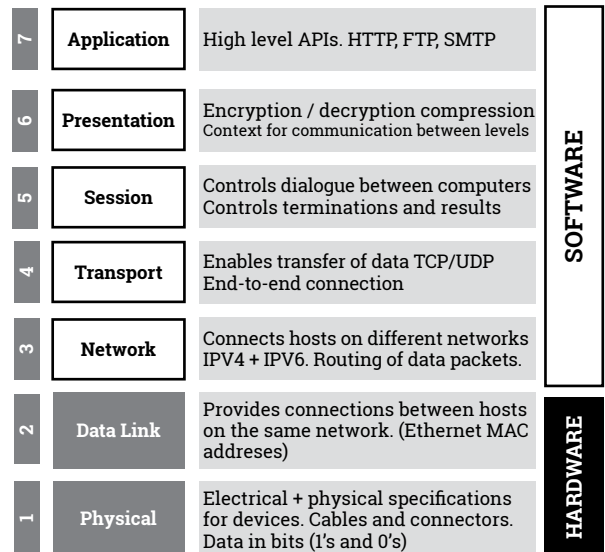 7
Application
High level APIs. HTTP, FTP, SMTP
6
Presentation
Encryption / decryption compression
Context for communication between levels
5
Session
Controls dialogue between computers
Controls terminations and results
4
Transport
Enables transfer of data TCP/UDP
End-to-end connection
3
Network
Connects hosts on different networks
IPV4 + IPV6. Routing of data packets.
SOFTWARE
2
Data Link
Provides connections between hosts
on the same network. (Ethernet MAC
addreses)
1
Physical
Electrical + physical specifications
for devices. Cables and connectors.
Data in bits (1's and 0's)
HARDWARE